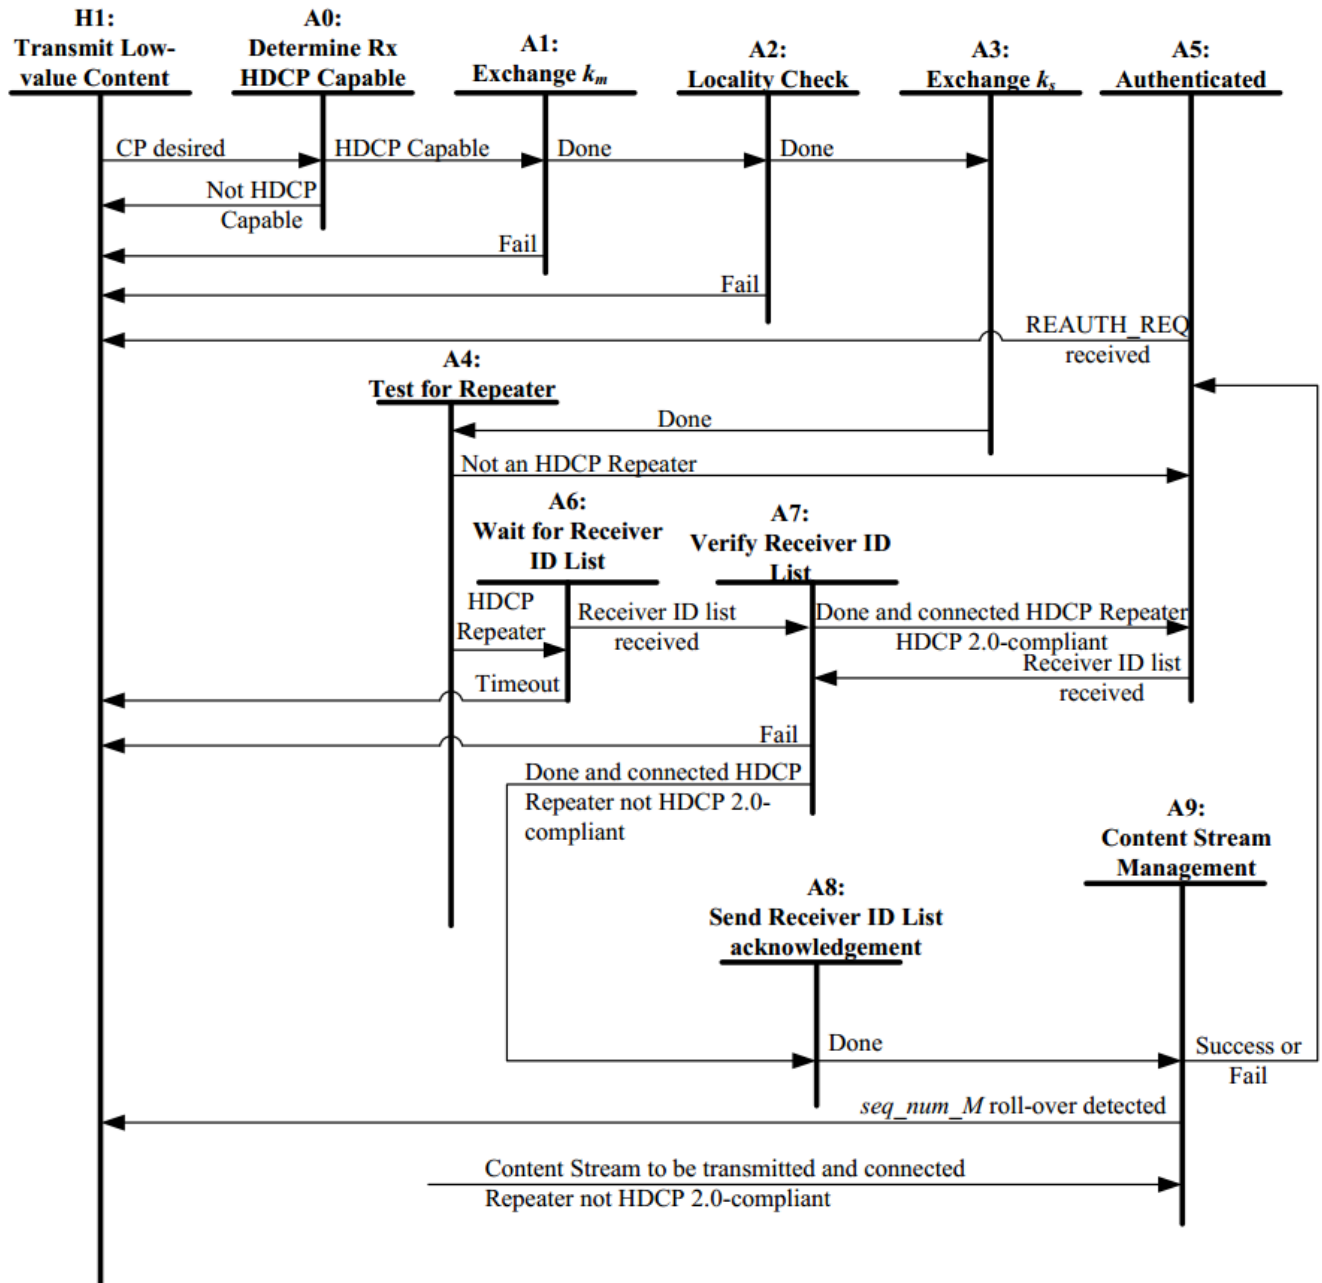 H1:
Transmit Low-
value Content
A0:
Determine Rx
HDCP Capable
A1:
Exchange km
A2:
Locality Check
A3:
Exchange ks
A5:
Authenticated
CP desired
HDCP Capable
Done
Done
Not HDCP
Capable
Fail
Fail
REAUTH_REQ
received
A4:
Test for Repeater
Done
Not an HDCP Repeater
A6:
Wait for Receiver
ID List
A7:
Verify Receiver ID
List
HDCP
Repeater
Receiver ID list
received
Done and connected HDCP Repeater
HDCP 2.0-compliant
Receiver ID list
received
Timeout
Fail
Done and connected HDCP
Repeater not HDCP 2.0-
compliant
A9:
Content Stream
Management
A8:
Send Receiver ID List
acknowledgement
Done
Success or
Fail
seq_num_M roll-over detected
Content Stream to be transmitted and connected
Repeater not HDCP 2.0-compliant